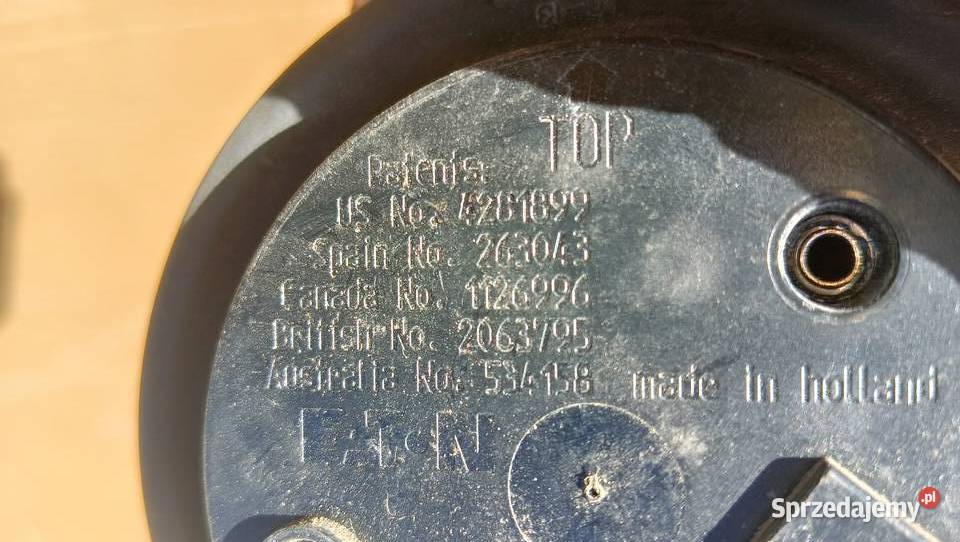 TOP
Patents:
US No. 4281899
Spain No. 263043
Canada No. 1126996
British No. 2063795
Australia No. 534158 made in holland
EATON
Sprzedajemy.pl